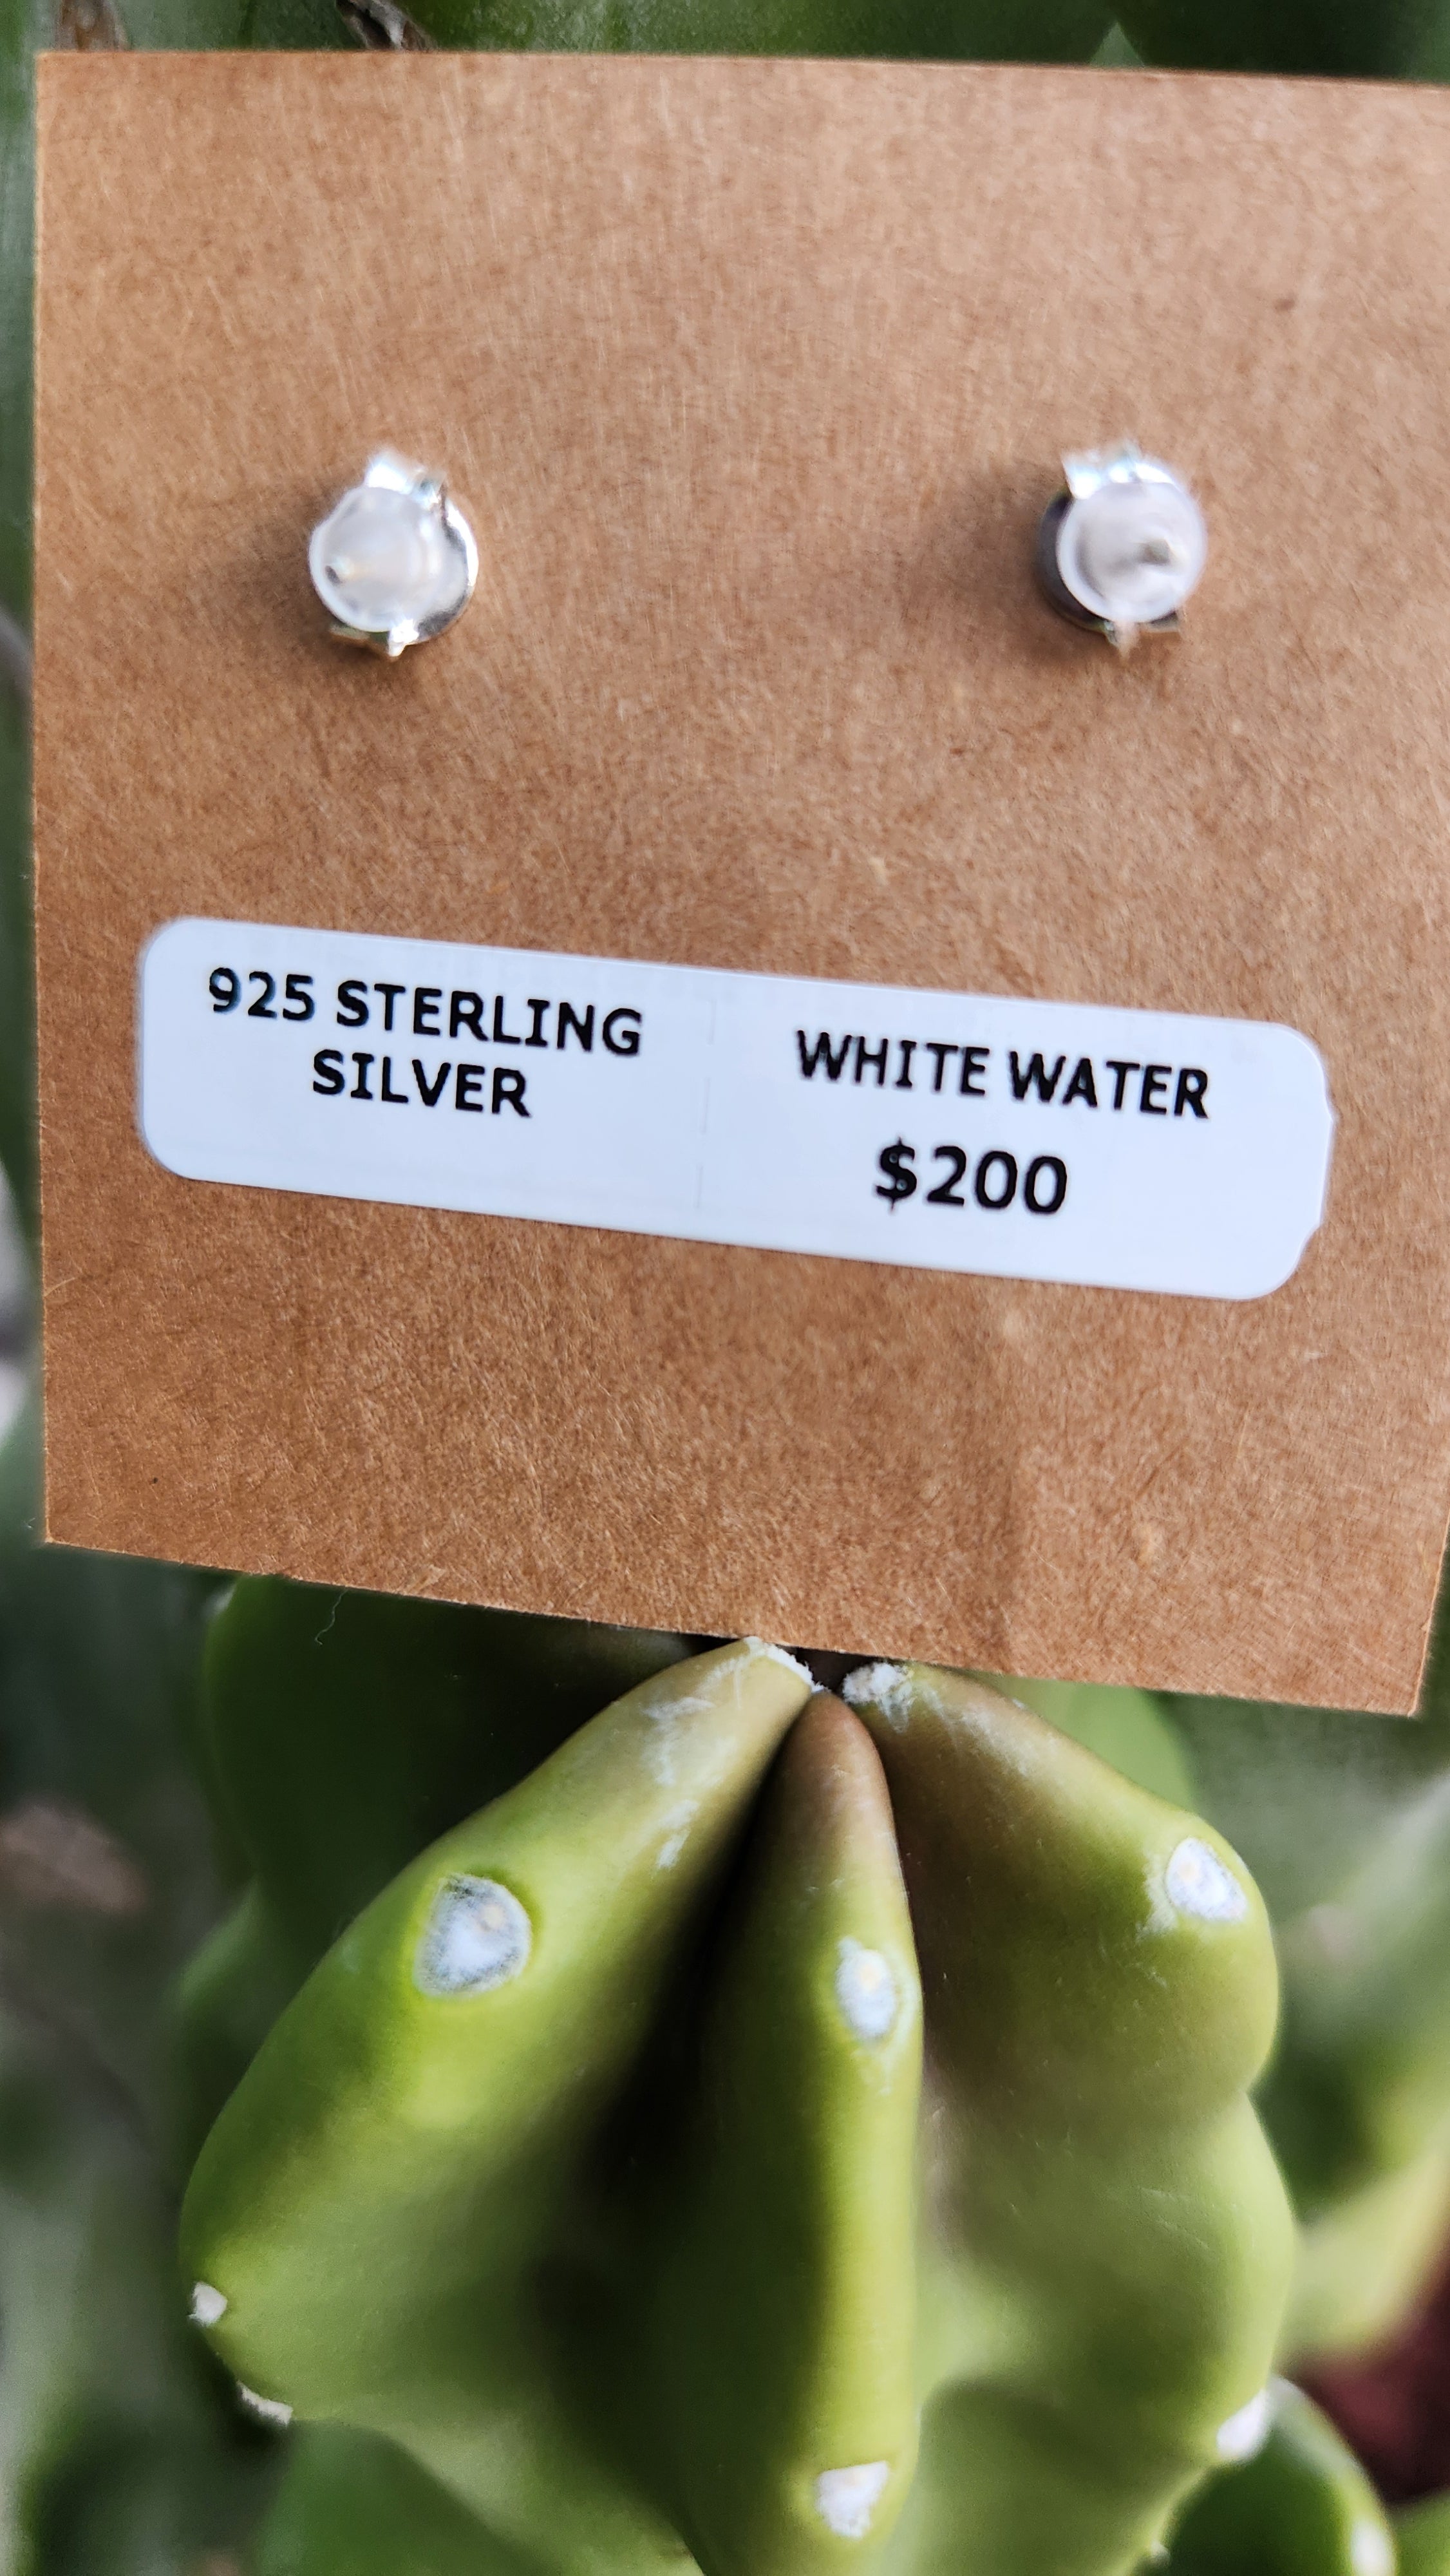 925 STERLING
SILVER
WHITE WATER
$200